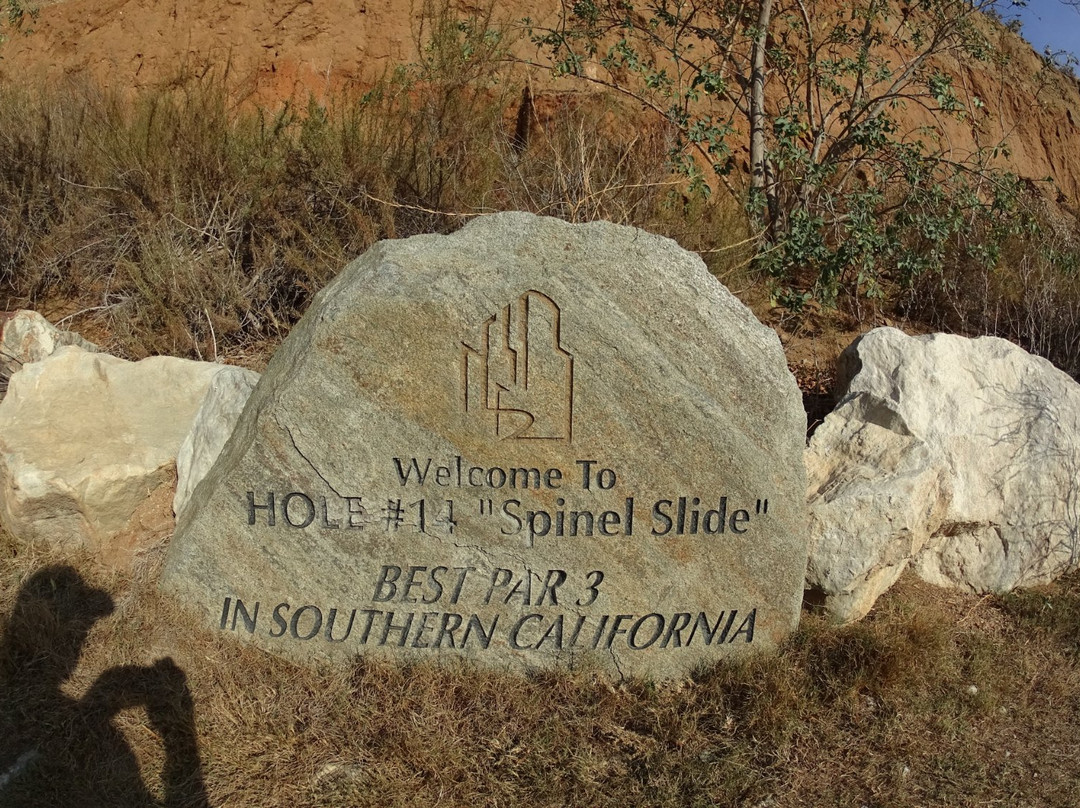 Welcome To
HOLE #14 "Spinel Slide"
BEST PAR 3
IN SOUTHERN CALIFORNIA